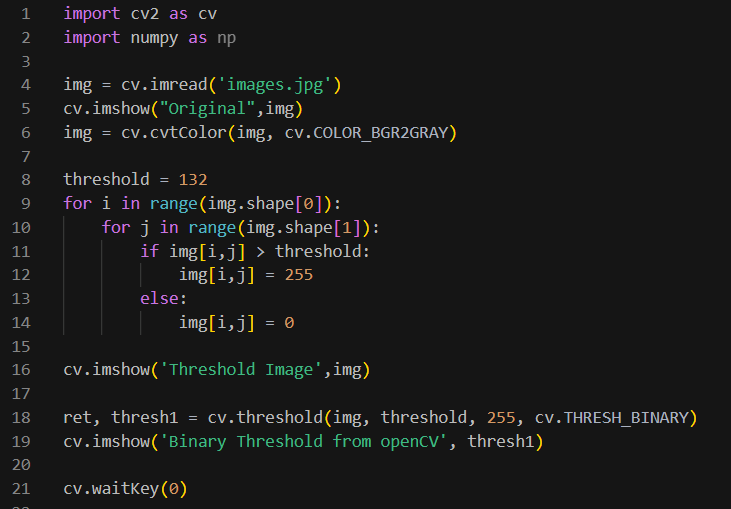 1 import cv2 as cv
2 import numpy as np
3
4 img = cv.imread('images.jpg')
5 cv.imshow("Original",img)
6 img = cv.cvtColor(img, cv.COLOR_BGR2GRAY)
7
8 threshold = 132
9 for i in range(img.shape[0]):
10     for j in range(img.shape[1]):
11         if img[i,j] > threshold:
12             img[i,j] = 255
13         else:
14             img[i,j] = 0
15
16 cv.imshow('Threshold Image',img)
17
18 ret, thresh1 = cv.threshold(img, threshold, 255, cv.THRESH_BINARY)
19 cv.imshow('Binary Threshold from openCV', thresh1)
20
21 cv.waitKey(0)